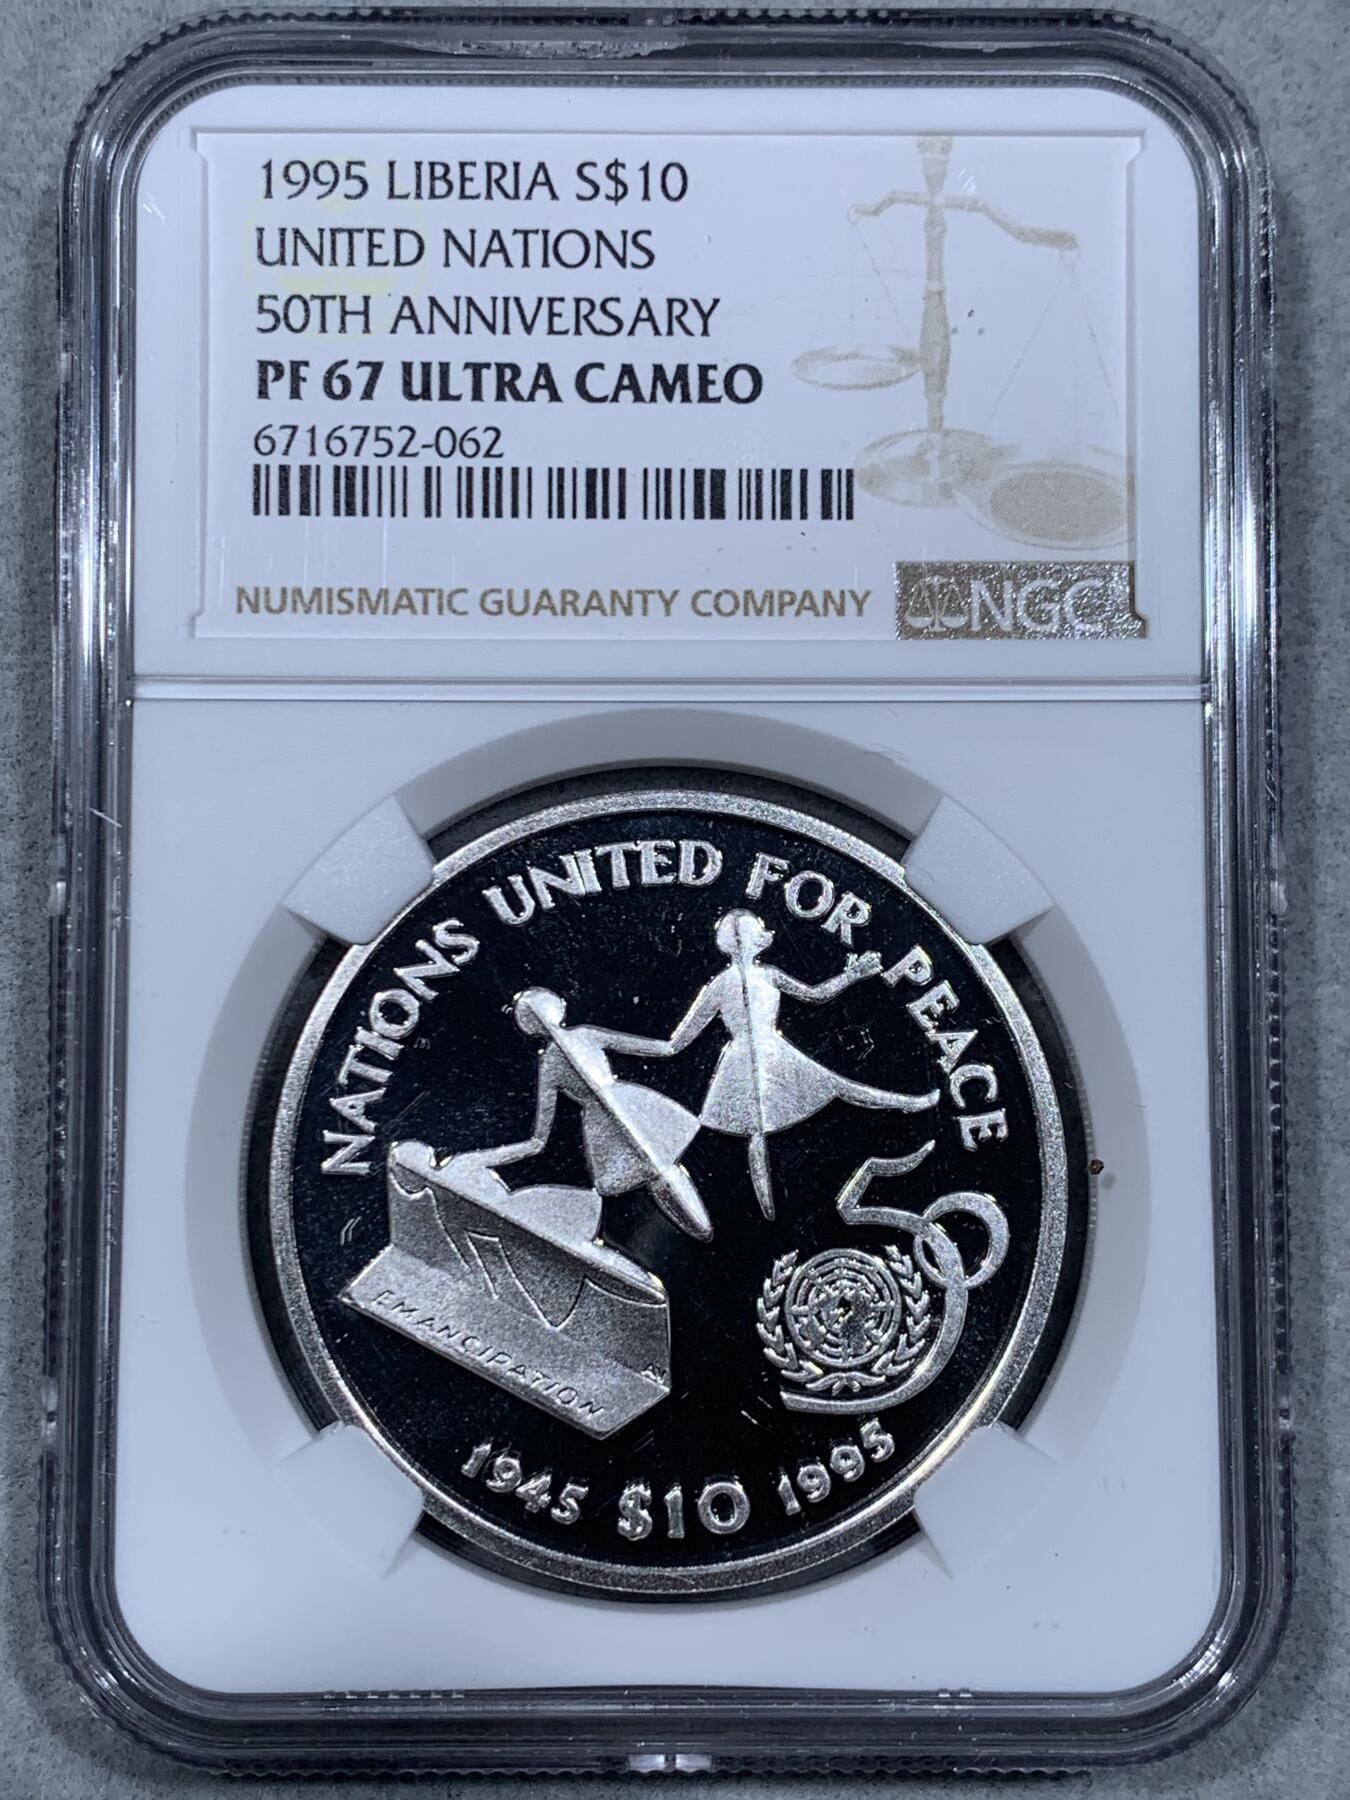 1995 LIBERIA S$10
UNITED NATIONS
50TH ANNIVERSARY
PF 67 ULTRA CAMEO
6716752-062
NUMISMATIC GUARANTY COMPANY
NGC
NATIONS UNITED FOR PEACE
50
EMANCIPATION
1945 $10 1995